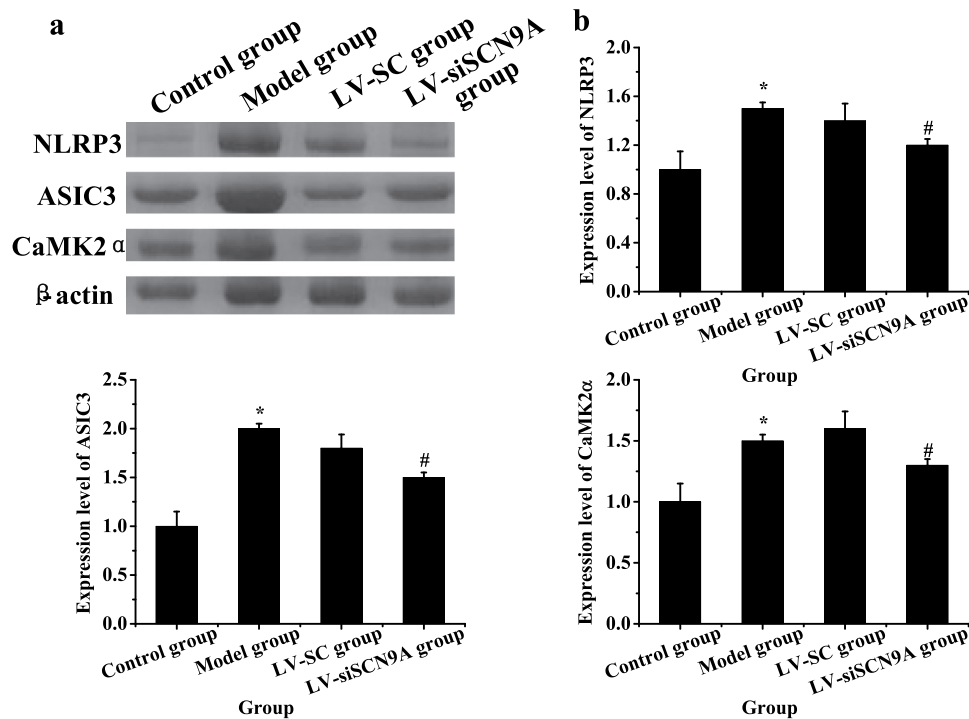 a
Control group
Model group
LV-SC group
LV-siSCN9A
group
NLRP3
ASIC3
CaMK2 α
β-actin
b
Expression level of NLRP3
2.0
1.6
1.2
0.8
0.4
0.0
*
#
Control group
Model group
LV-SC group
LV-siSCN9A group
Group
Expression level of ASIC3
2.5
2.0
1.5
1.0
0.5
0.0
*
#
Control group
Model group
LV-SC group
LV-siSCN9A group
Group
Expression level of CaMK2α
2.0
1.5
1.0
0.5
0.0
*
#
Control group
Model group
LV-SC group
LV-siSCN9A group
Group